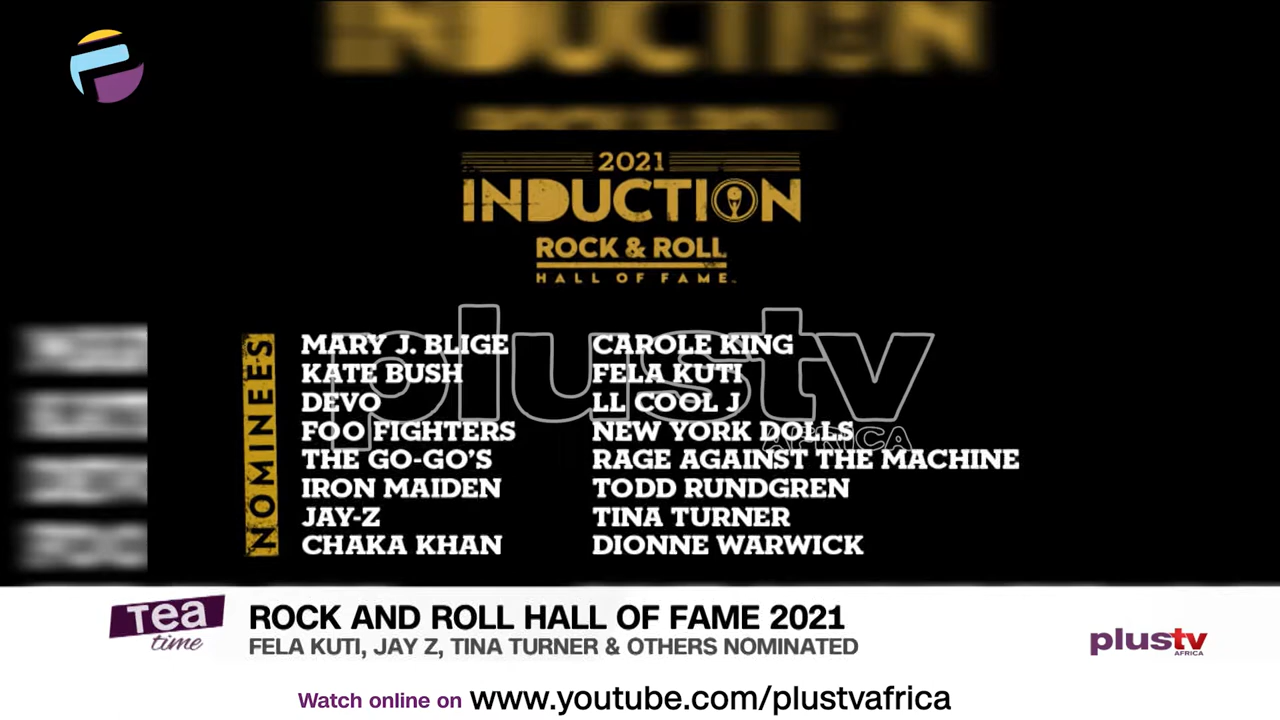 2021
INDUCTION
ROCK & ROLL
HALL OF FAME
NOMINEES
MARY J. BLIGE
KATE BUSH
DEVO
FOO FIGHTERS
THE GO-GO'S
IRON MAIDEN
JAY-Z
CHAKA KHAN
CAROLE KING
FELA KUTI
LL COOL J
NEW YORK DOLLS
RAGE AGAINST THE MACHINE
TODD RUNDGREN
TINA TURNER
DIONNE WARWICK
plustv
AFRICA
Tea
time
ROCK AND ROLL HALL OF FAME 2021
FELA KUTI, JAY Z, TINA TURNER & OTHERS NOMINATED
plustv
AFRICA
Watch online on www.youtube.com/plustvafrica